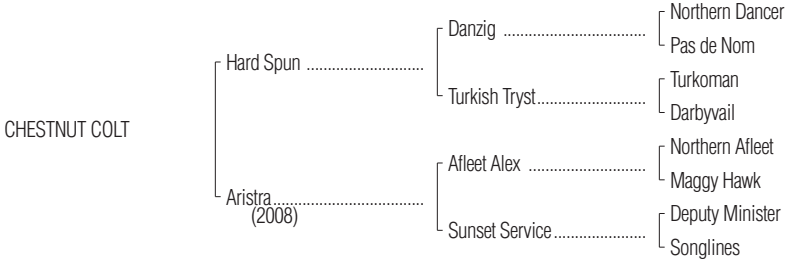 Northern Dancer
Danzig ................................
Pas de Nom
Hard Spun ..........................
Turkoman
Turkish Tryst........................
Darbyvail
CHESTNUT COLT
Northern Afleet
Afleet Alex ..........................
Maggy Hawk
Aristra..................................
(2008)
Deputy Minister
Sunset Service.....................
Songlines